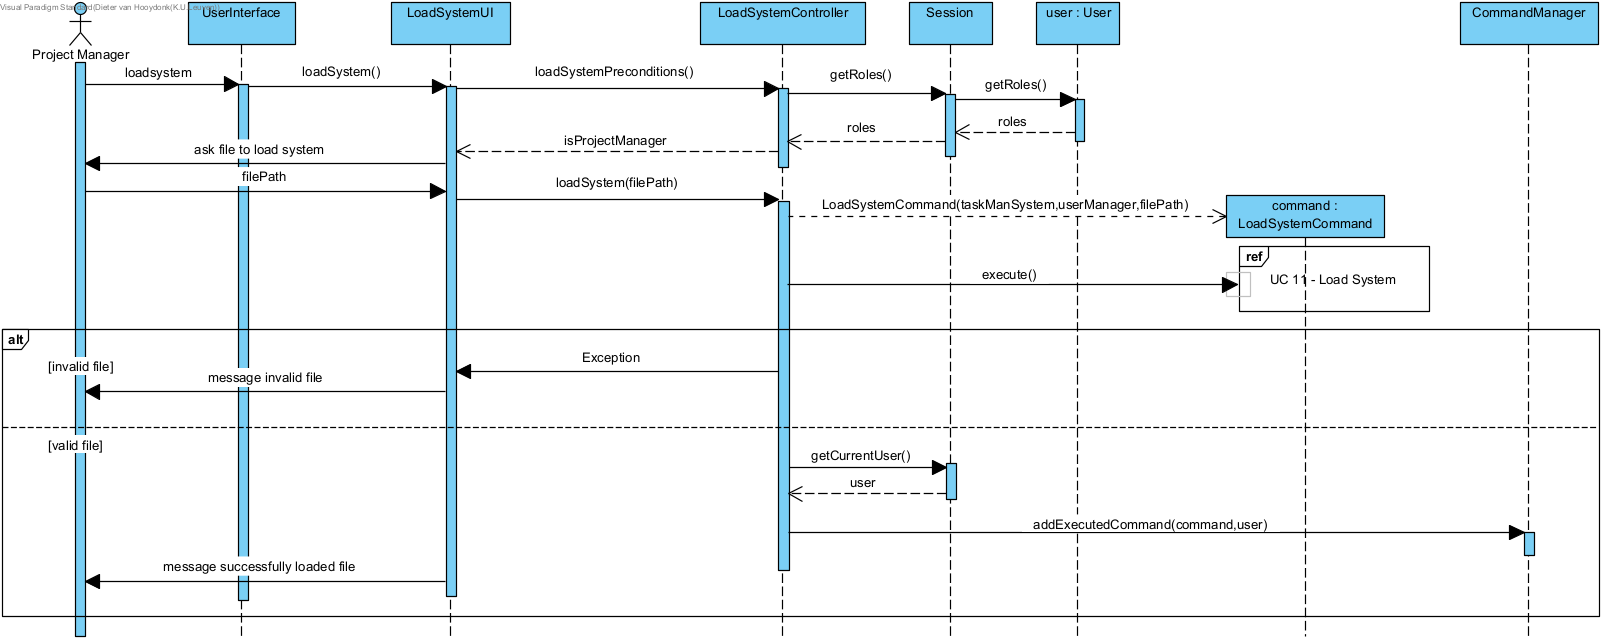 Visual Paradigm Standard(Dieter van Hooydonk(K.U.Leuven))
UserInterface
LoadSystemUI
LoadSystemController
Session
user : User
CommandManager
Project Manager
loadsystem
loadSystem()
loadSystemPreconditions()
getRoles()
getRoles()
roles
roles
isProjectManager
ask file to load system
filePath
loadSystem(filePath)
LoadSystemCommand(taskManSystem,userManager,filePath)
command :
LoadSystemCommand
ref
UC 11 - Load System
execute()
alt
[invalid file]
Exception
message invalid file
[valid file]
getCurrentUser()
user
addExecutedCommand(command,user)
message successfully loaded file